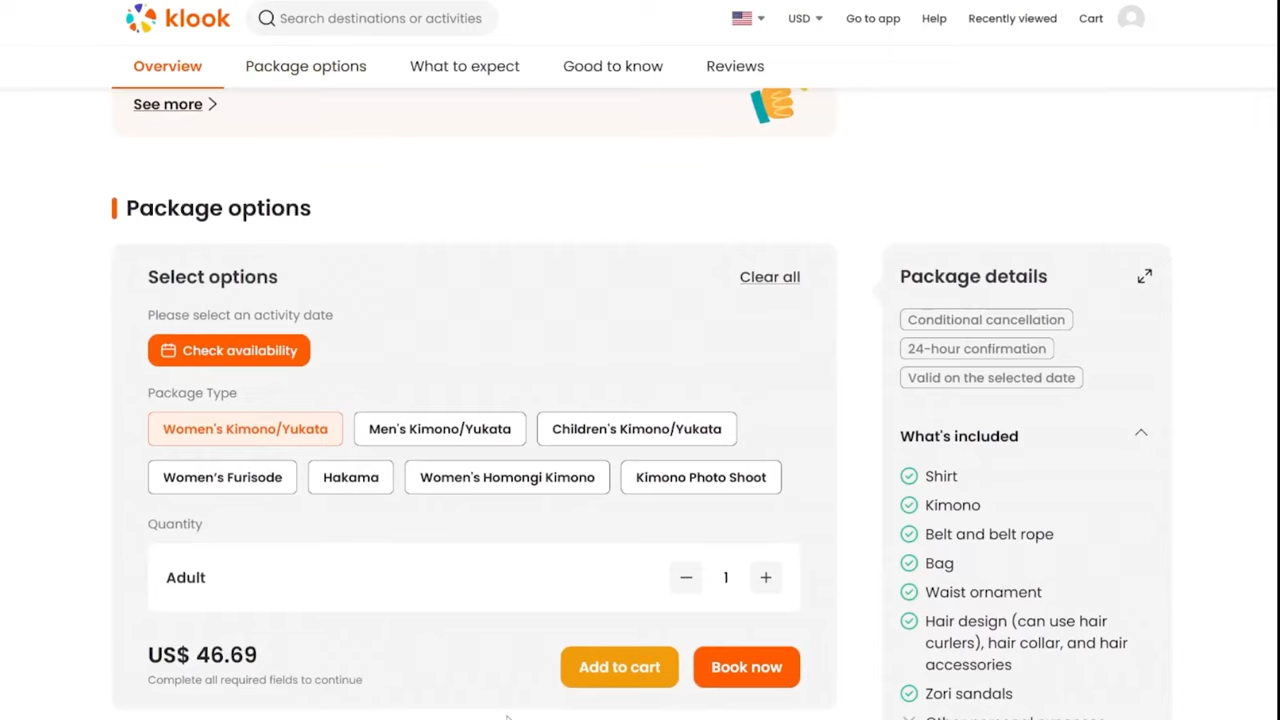 klook
Search destinations or activities
USD
Go to app
Help
Recently viewed
Cart
Overview
Package options
What to expect
Good to know
Reviews
See more
Package options
Select options
Clear all
Please select an activity date
Check availability
Package Type
Women's Kimono/Yukata
Men's Kimono/Yukata
Children's Kimono/Yukata
Women's Furisode
Hakama
Women's Homongi Kimono
Kimono Photo Shoot
Quantity
Adult
1
US$ 46.69
Complete all required fields to continue
Add to cart
Book now
Package details
Conditional cancellation
24-hour confirmation
Valid on the selected date
What's included
Shirt
Kimono
Belt and belt rope
Bag
Waist ornament
Hair design (can use hair
curlers), hair collar, and hair
accessories
Zori sandals